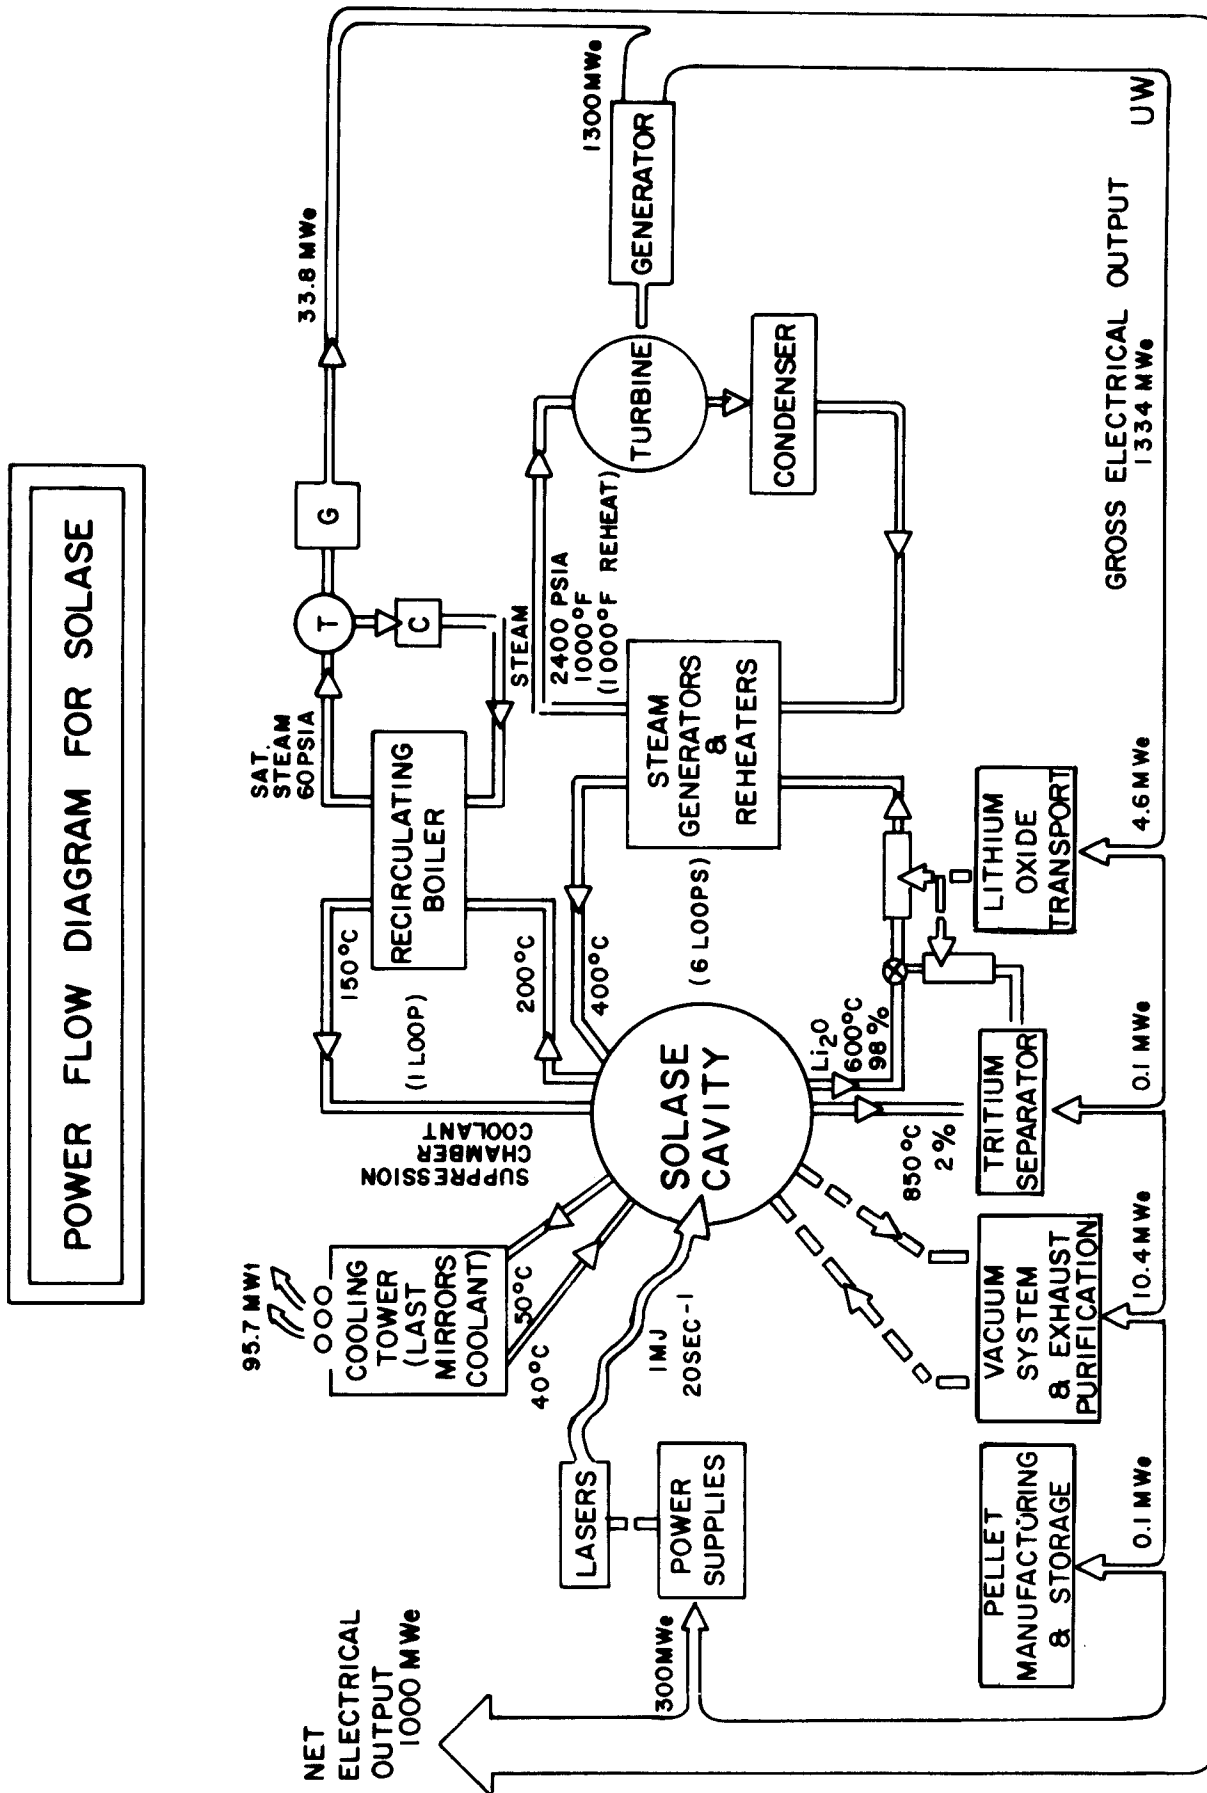 POWER FLOW DIAGRAM FOR SOLASE
NET
ELECTRICAL
OUTPUT
1000 MWe
95.7 MWt
COOLING
TOWER
(LAST
MIRRORS
COOLANT)
40°C
50°C
SUPPRESSION
CHAMBER
COOLANT
150°C
(1 LOOP)
200°C
RECIRCULATING
BOILER
SAT.
STEAM
60PSIA
T
C
G
33.8 MWe
LASERS
POWER
SUPPLIES
300MWe
1MJ
20SEC-1
SOLASE
CAVITY
400°C
(6 LOOPS)
STEAM
GENERATORS
&
REHEATERS
STEAM
2400 PSIA
1000°F
(1000°F REHEAT)
TURBINE
CONDENSER
GENERATOR
1300MWe
Li2O
600°C
98%
850°C
2%
PELLET
MANUFACTURING
& STORAGE
VACUUM
SYSTEM
& EXHAUST
PURIFICATION
TRITIUM
SEPARATOR
LITHIUM
OXIDE
TRANSPORT
0.1 MWe
10.4 MWe
0.1 MWe
4.6 MWe
GROSS ELECTRICAL OUTPUT
1334 MWe
UW